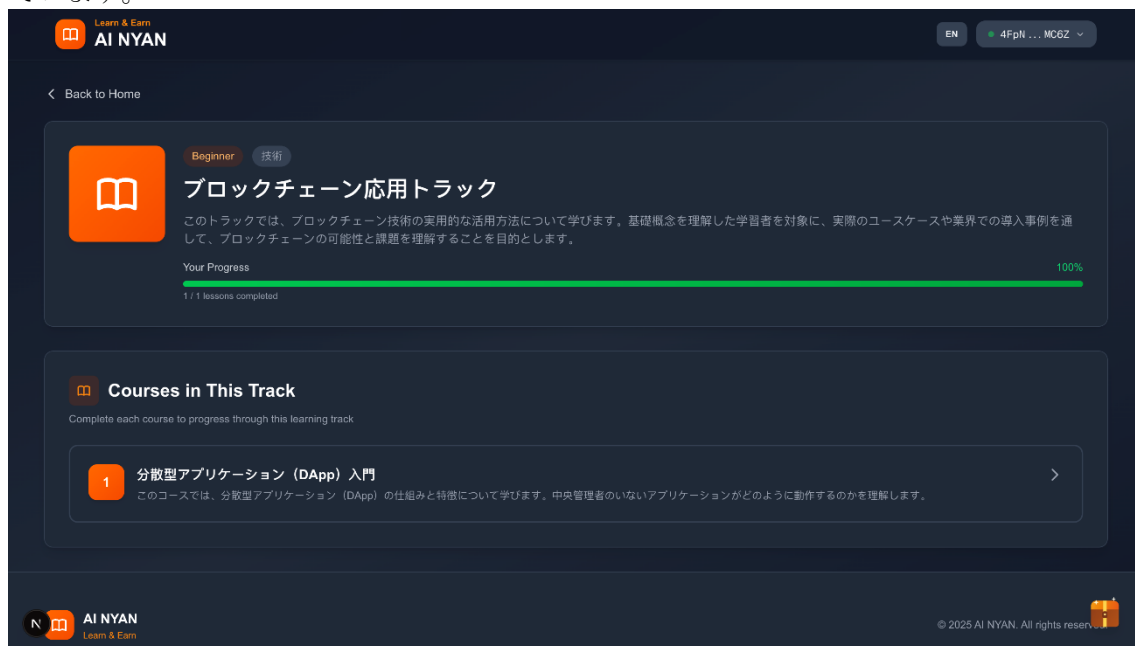 ています。
Learn & Earn
AI NYAN
EN
4FpN...MC6Z
Back to Home
Beginner
技術
ブロックチェーン応用トラック
このトラックでは、ブロックチェーン技術の実用的な活用方法について学びます。基礎概念を理解した学習者を対象に、実際のユースケースや業界での導入事例を通
して、ブロックチェーンの可能性と課題を理解することを目的とします。
Your Progress
100%
1 / 1 lessons completed
Courses in This Track
Complete each course to progress through this learning track
1
分散型アプリケーション（DApp）入門
このコースでは、分散型アプリケーション（DApp）の仕組みと特徴について学びます。中央管理者のいないアプリケーションがどのように動作するのかを理解します。
N
AI NYAN
Learn & Earn
© 2025 AI NYAN. All rights reserv